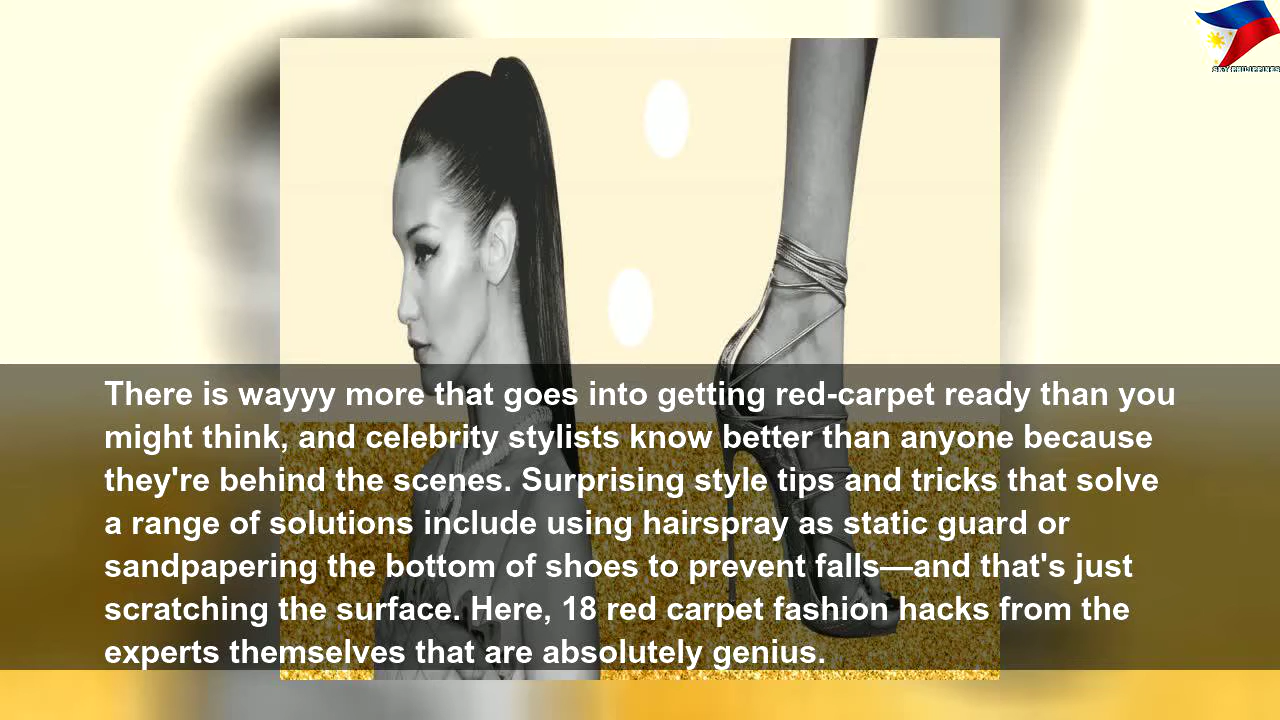 There is wayyy more that goes into getting red-carpet ready than you
might think, and celebrity stylists know better than anyone because
they're behind the scenes. Surprising style tips and tricks that solve
a range of solutions include using hairspray as static guard or
sandpapering the bottom of shoes to prevent falls—and that's just
scratching the surface. Here, 18 red carpet fashion hacks from the
experts themselves that are absolutely genius.